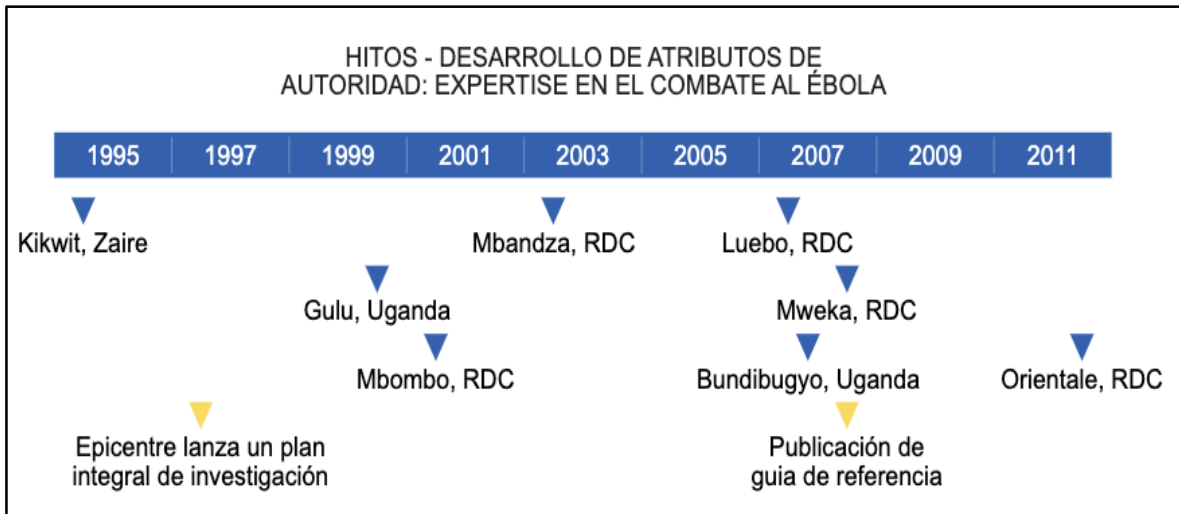 HITOS - DESARROLLO DE ATRIBUTOS DE
AUTORIDAD: EXPERTISE EN EL COMBATE AL ÉBOLA
1995 1997 1999 2001 2003 2005 2007 2009 2011
Kikwit, Zaire Mbandza, RDC Luebo, RDC
Gulu, Uganda Mweka, RDC
Mbombo, RDC Bundibugyo, Uganda Orientale, RDC
Epicentre lanza un plan
integral de investigación
Publicación de
guia de referencia